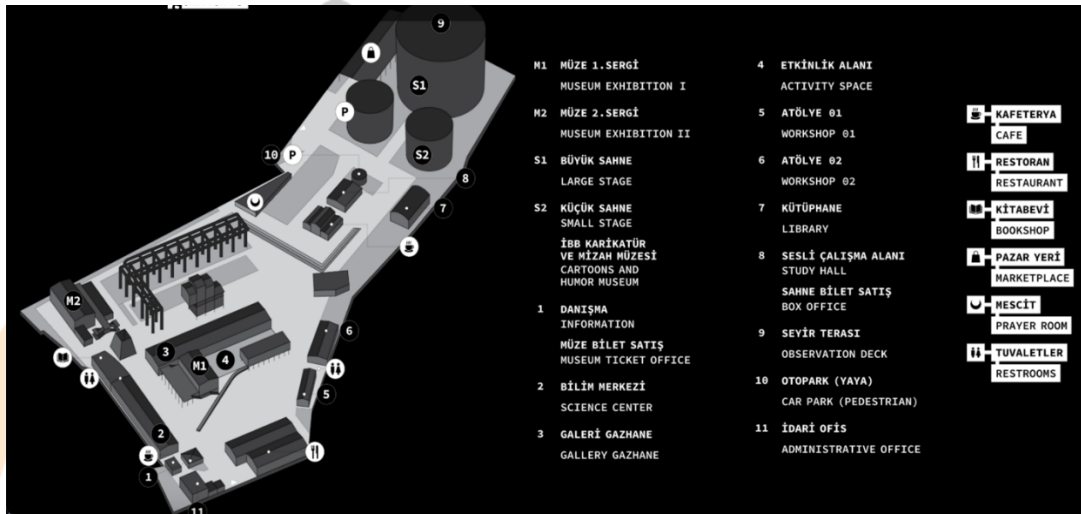 9
S1
P
S2
10 P
8
7
M2
6
3
M1 4
5
2
1
11
M1 MÜZE 1.SERGİ
MUSEUM EXHIBITION I
M2 MÜZE 2.SERGİ
MUSEUM EXHIBITION II
S1 BÜYÜK SAHNE
LARGE STAGE
S2 KÜÇÜK SAHNE
SMALL STAGE
İBB KARİKATÜR
VE MİZAH MÜZESİ
CARTOONS AND
HUMOR MUSEUM
1 DANIŞMA
INFORMATION
MÜZE BİLET SATIŞ
MUSEUM TICKET OFFICE
2 BİLİM MERKEZİ
SCIENCE CENTER
3 GALERİ GAZHANE
GALLERY GAZHANE
4 ETKİNLİK ALANI
ACTIVITY SPACE
5 ATÖLYE 01
WORKSHOP 01
6 ATÖLYE 02
WORKSHOP 02
7 KÜTÜPHANE
LIBRARY
8 SESLİ ÇALIŞMA ALANI
STUDY HALL
SAHNE BİLET SATIŞ
BOX OFFICE
9 SEYİR TERASI
OBSERVATION DECK
10 OTOPARK (YAYA)
CAR PARK (PEDESTRIAN)
11 İDARİ OFİS
ADMINISTRATIVE OFFICE
KAFETERYA
CAFE
RESTORAN
RESTAURANT
KİTABEVİ
BOOKSHOP
PAZAR YERİ
MARKETPLACE
MESCİT
PRAYER ROOM
TUVALETLER
RESTROOMS